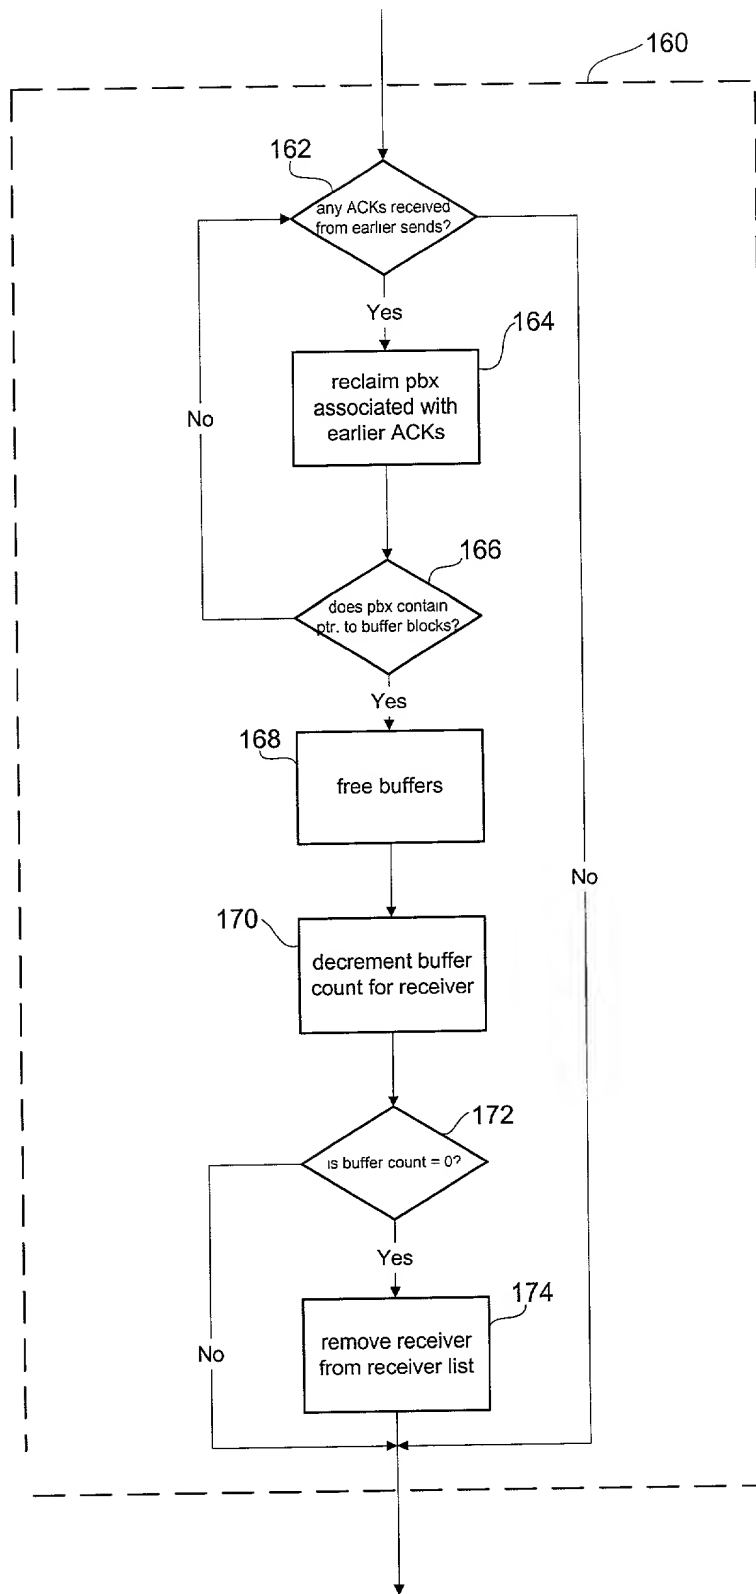 160
162
any ACKs received
from earlier sends?
Yes
164
reclaim pbx
associated with
earlier ACKs
No
166
does pbx contain
ptr. to buffer blocks?
Yes
168
free buffers
No
170
decrement buffer
count for receiver
172
is buffer count = 0?
Yes
174
remove receiver
from receiver list
No